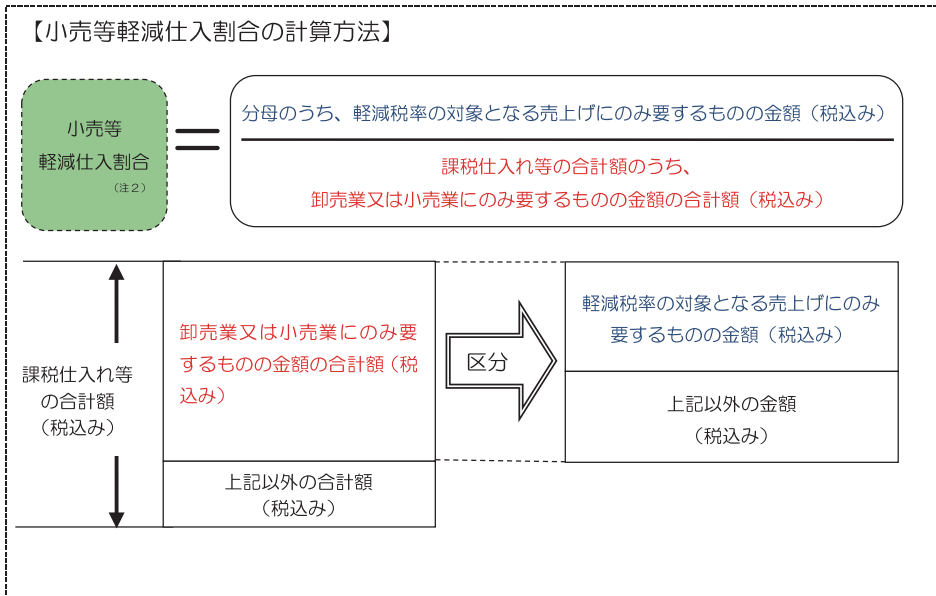 【小売等軽減仕入割合の計算方法】
小売等
軽減仕入割合
（注２）
分母のうち、軽減税率の対象となる売上げにのみ要するものの金額（税込み）
課税仕入れ等の合計額のうち、
卸売業又は小売業にのみ要するものの金額の合計額（税込み）
課税仕入れ等
の合計額
（税込み）
卸売業又は小売業にのみ要
するものの金額の合計額（税
込み）
上記以外の合計額
（税込み）
区分
軽減税率の対象となる売上げにのみ
要するものの金額（税込み）
上記以外の金額
（税込み）